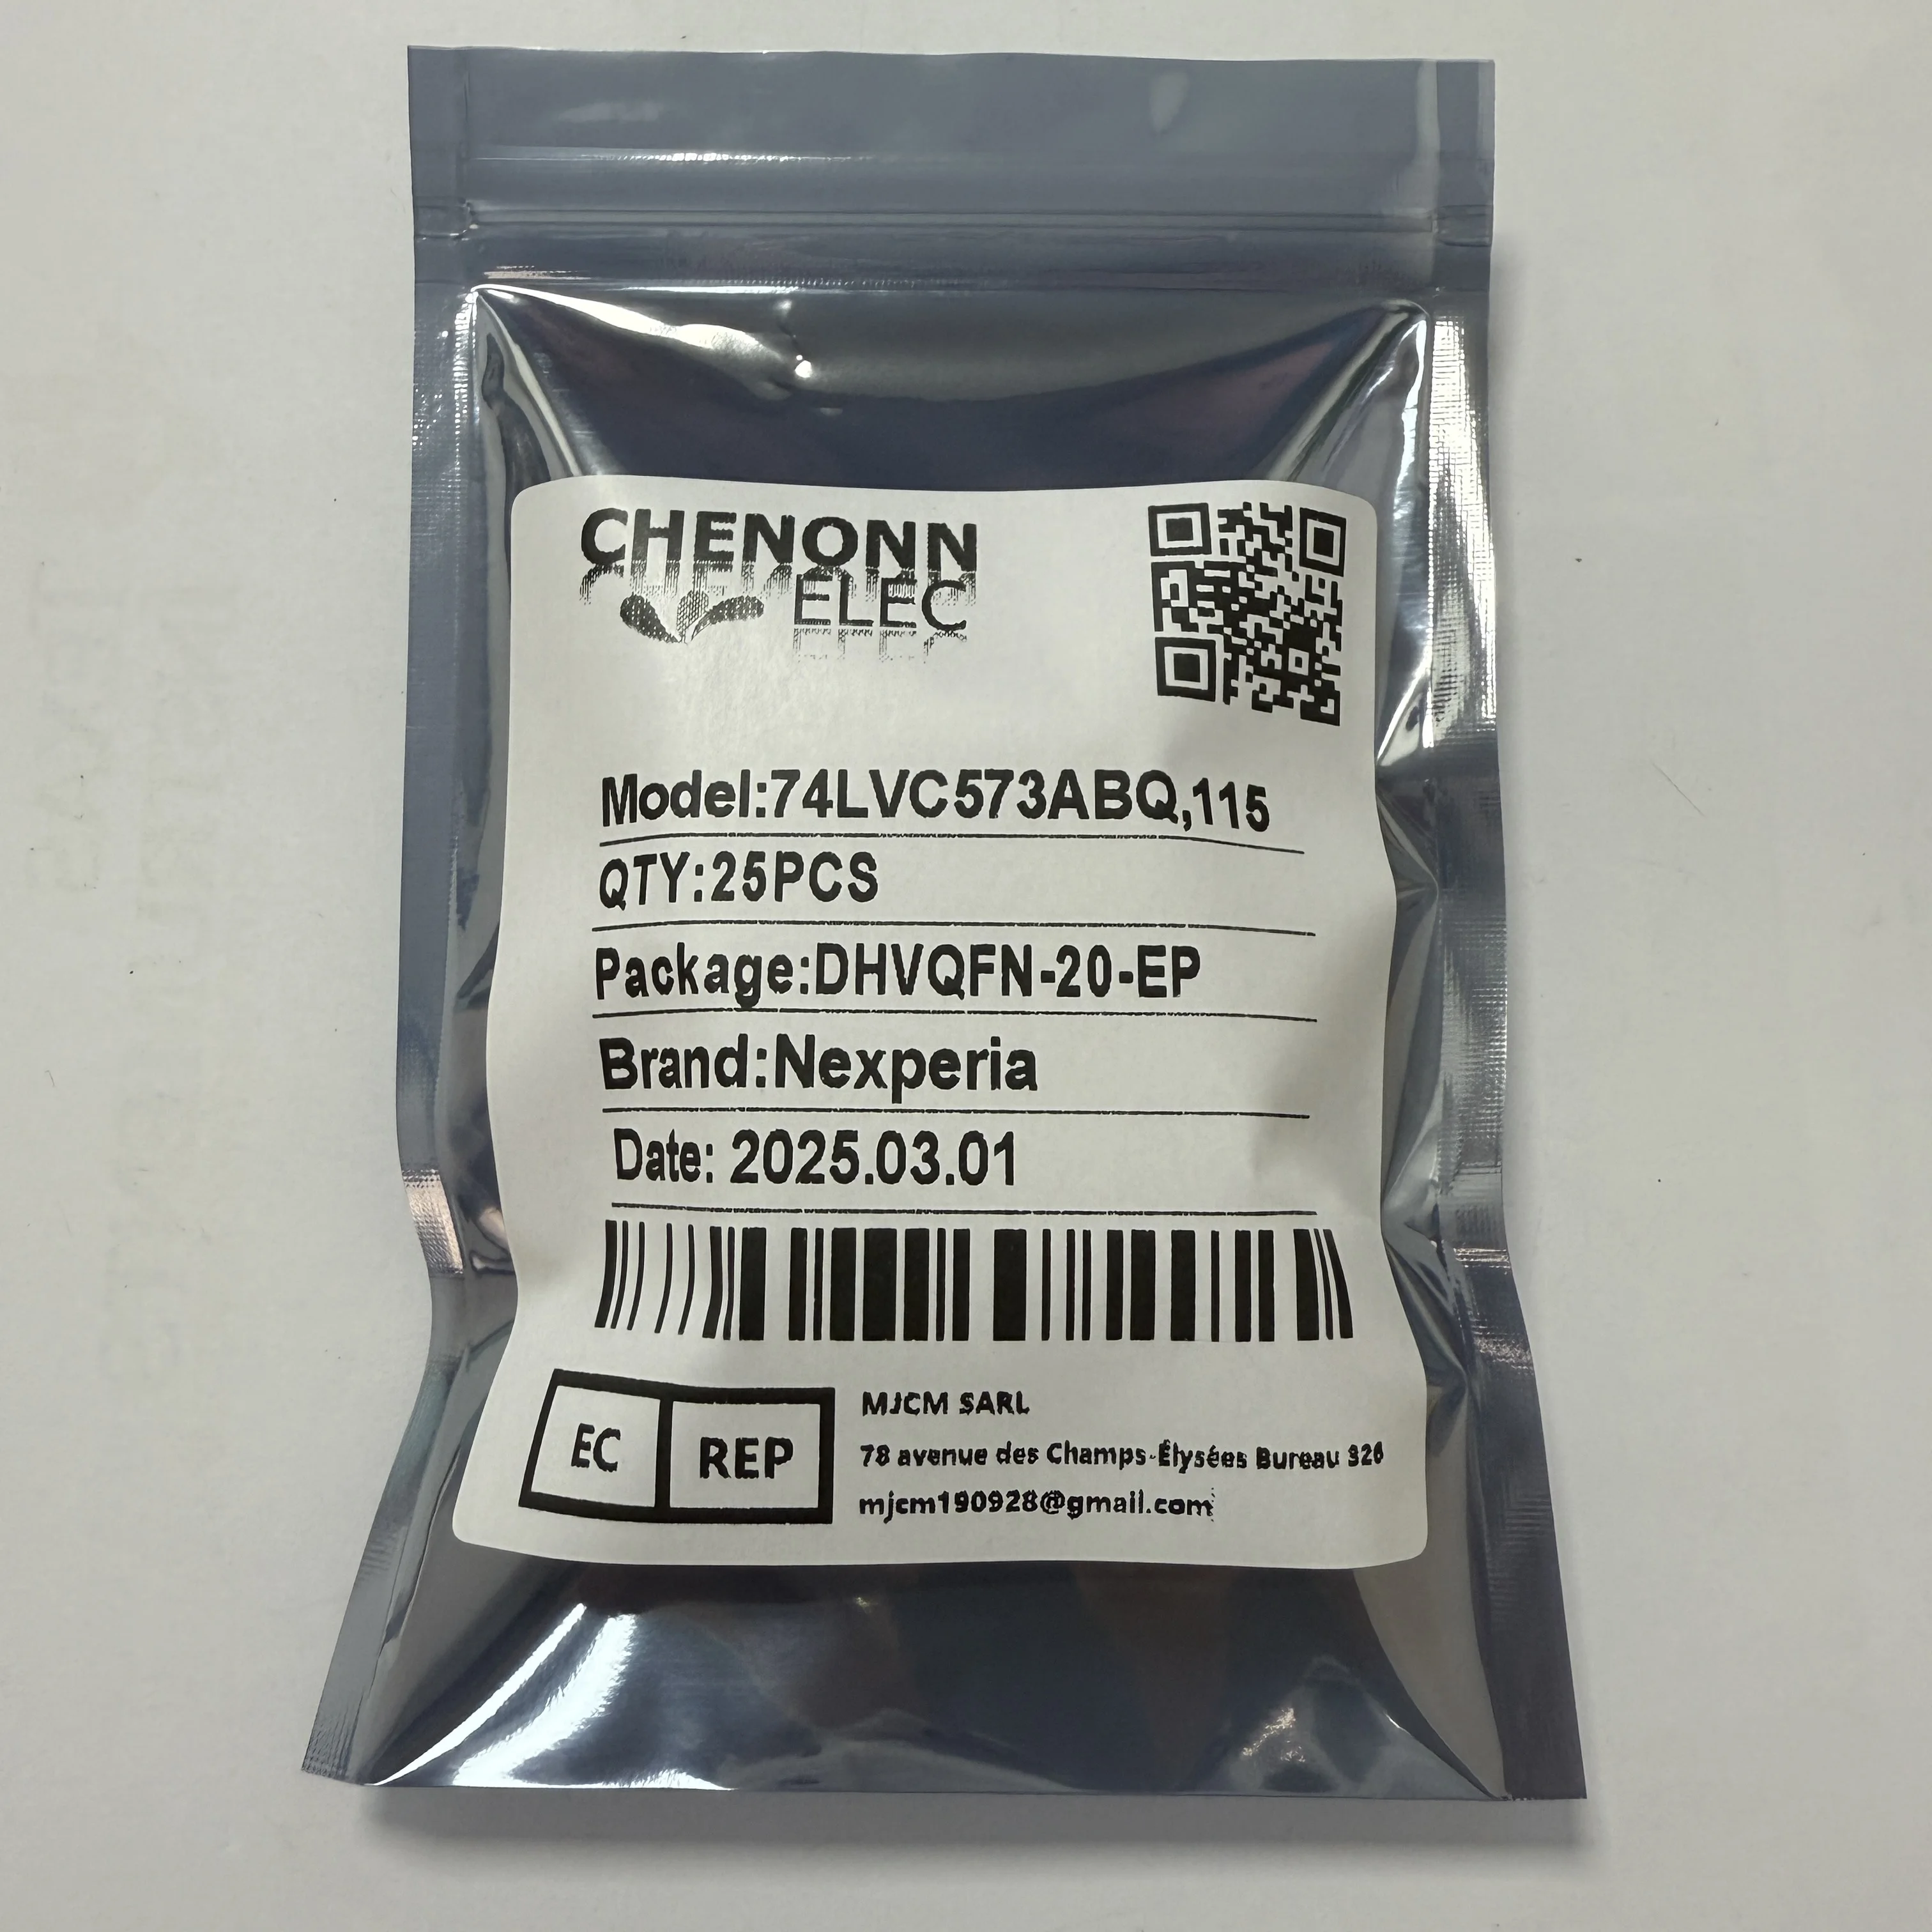 CHENONN
ELEC
Model:74LVC573ABQ,115
QTY:25PCS
Package:DHVQFN-20-EP
Brand:Nexperia
Date: 2025.03.01
EC REP
MJCM SARL
78 avenue des Champs-Élysées Bureau 326
mjcm190928@gmail.com